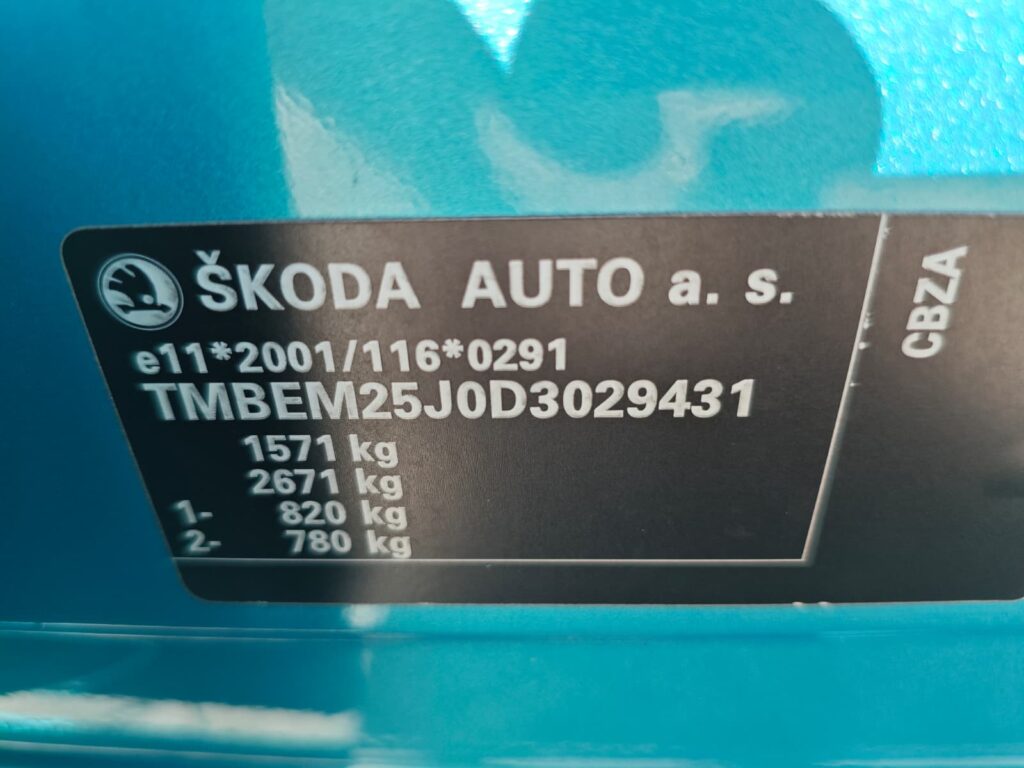 ŠKODA AUTO a. s.
e11*2001/116*0291
TMBEM25J0D3029431
1571 kg
2671 kg
1- 820 kg
2- 780 kg
CBZA